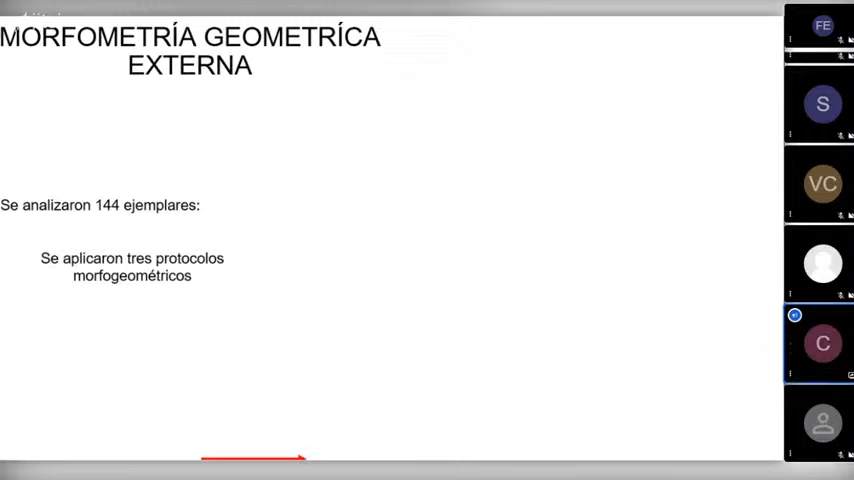 MORFOMETRÍA GEOMETRÍCA
EXTERNA
Se analizaron 144 ejemplares:
Se aplicaron tres protocolos
morfogeométricos
FE
S
VC
C